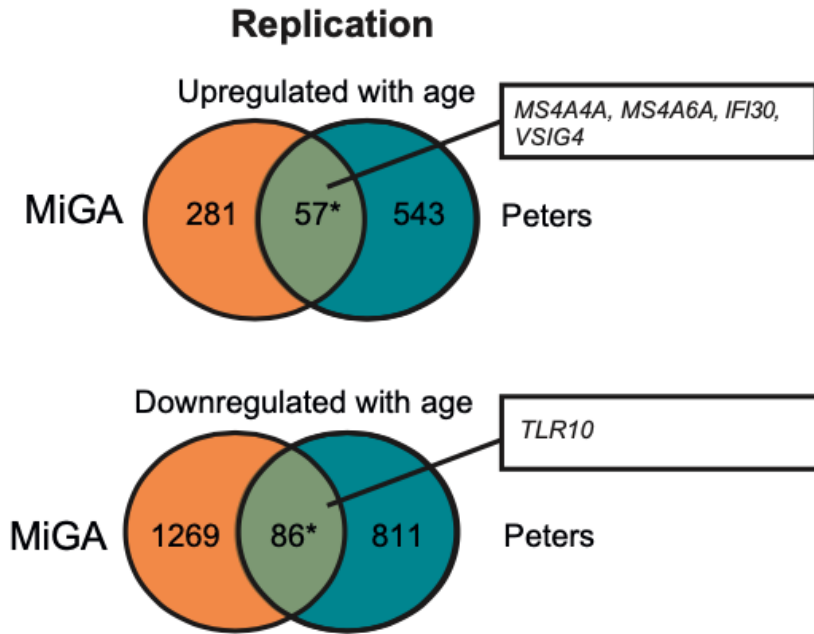 Replication
Upregulated with age
MS4A4A, MS4A6A, IFI30,
VSIG4
MiGA
281
57*
543
Peters
Downregulated with age
TLR10
MiGA
1269
86*
811
Peters